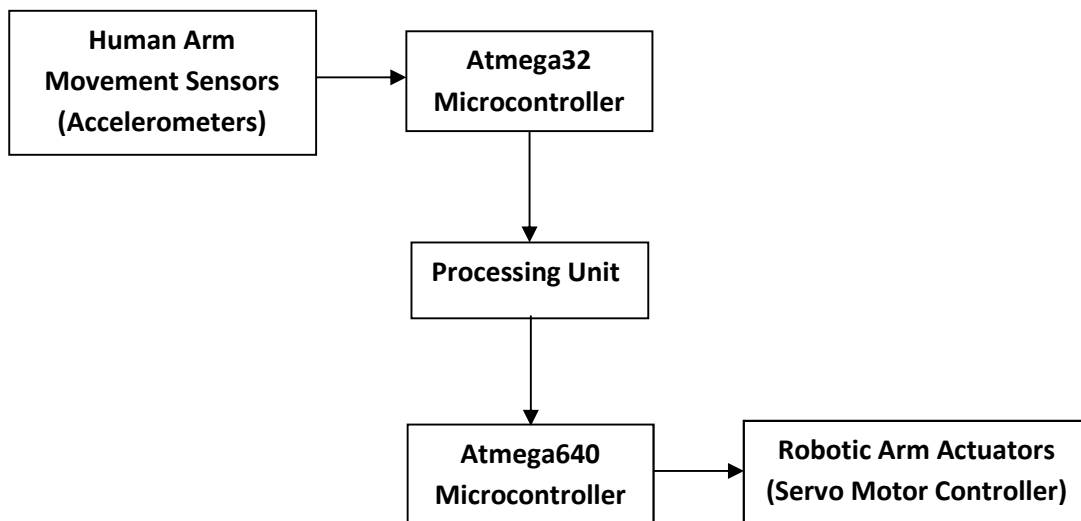 Human Arm
Movement Sensors
(Accelerometers)
Atmega32
Microcontroller
Processing Unit
Atmega640
Microcontroller
Robotic Arm Actuators
(Servo Motor Controller)